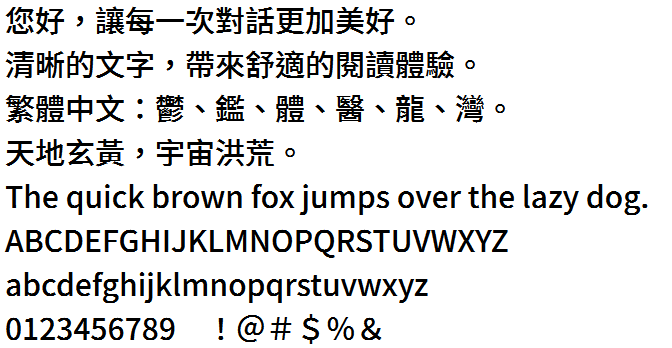 您好，讓每一次對話更加美好。
清晰的文字，帶來舒適的閱讀體驗。
繁體中文：鬱、鑑、體、醫、龍、灣。
天地玄黃，宇宙洪荒。
The quick brown fox jumps over the lazy dog.
ABCDEFGHIJKLMNOPQRSTUVWXYZ
abcdefghijklmnopqrstuvwxyz
0123456789　！＠＃＄％＆